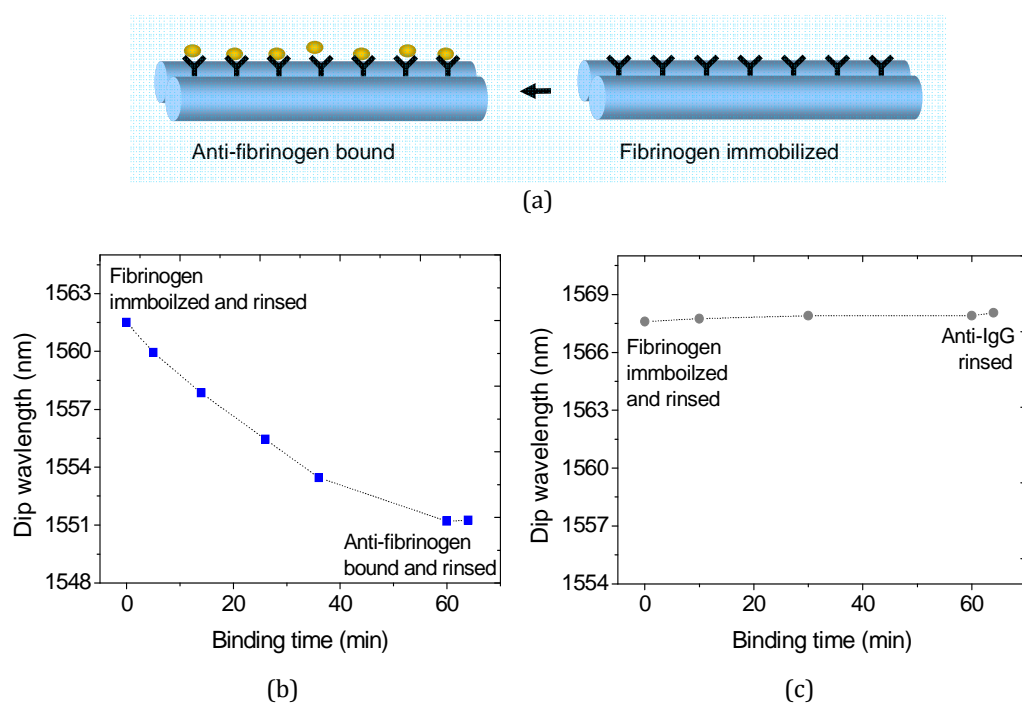 Anti-fibrinogen bound
Fibrinogen immobilized
(a)
Dip wavlength (nm)
1563
1560
1557
1554
1551
1548
Fibrinogen
immboilzed and rinsed)
Anti-fibrinogen
bound and rinsed)
0
20
40
60
Binding time (min)
(b)
Dip wavelength (nm)
1569
1566
1563
1560
1557
1554
Fibrinogen
immboilzed
and rinsed)
Anti-IgG
rinsed)
0
20
40
60
Binding time (min)
(c)